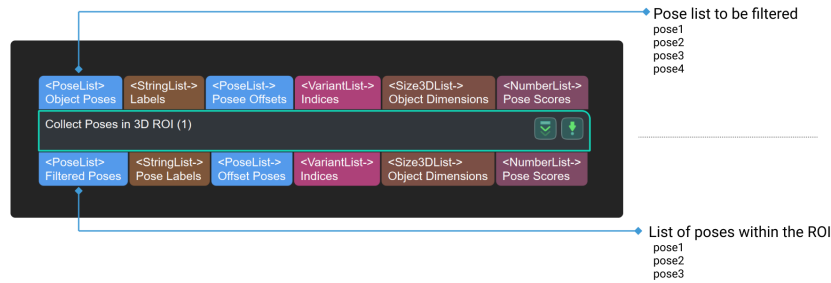 Pose list to be filtered
pose1
pose2
pose3
pose4
<PoseList> <StringList-> <PoseList-> <VariantList-> <Size3DList-> <NumberList->
Object Poses Labels Posee Offsets Indices Object Dimensions Pose Scores
Collect Poses in 3D ROI (1)
<PoseList> <StringList-> <PoseList-> <VariantList-> <Size3DList-> <NumberList->
Filtered Poses Pose Labels Offset Poses Indices Object Dimensions Pose Scores
List of poses within the ROI
pose1
pose2
pose3